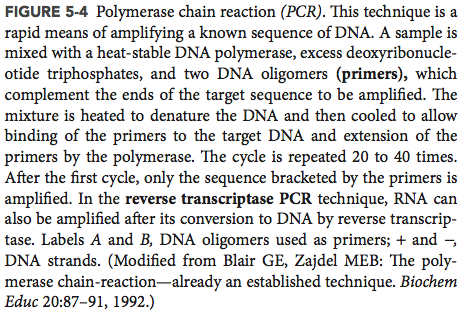 FIGURE 5-4 Polymerase chain reaction (PCR). This technique is a
rapid means of amplifying a known sequence of DNA. A sample is
mixed with a heat-stable DNA polymerase, excess deoxyribonucle-
otide triphosphates, and two DNA oligomers (primers), which
complement the ends of the target sequence to be amplified. The
mixture is heated to denature the DNA and then cooled to allow
binding of the primers to the target DNA and extension of the
primers by the polymerase. The cycle is repeated 20 to 40 times.
After the first cycle, only the sequence bracketed by the primers is
amplified. In the reverse transcriptase PCR technique, RNA can
also be amplified after its conversion to DNA by reverse transcrip-
tase. Labels A and B, DNA oligomers used as primers; + and −,
DNA strands. (Modified from Blair GE, Zajdel MEB: The poly-
merase chain-reaction—already an established technique. Biochem
Educ 20:87–91, 1992.)